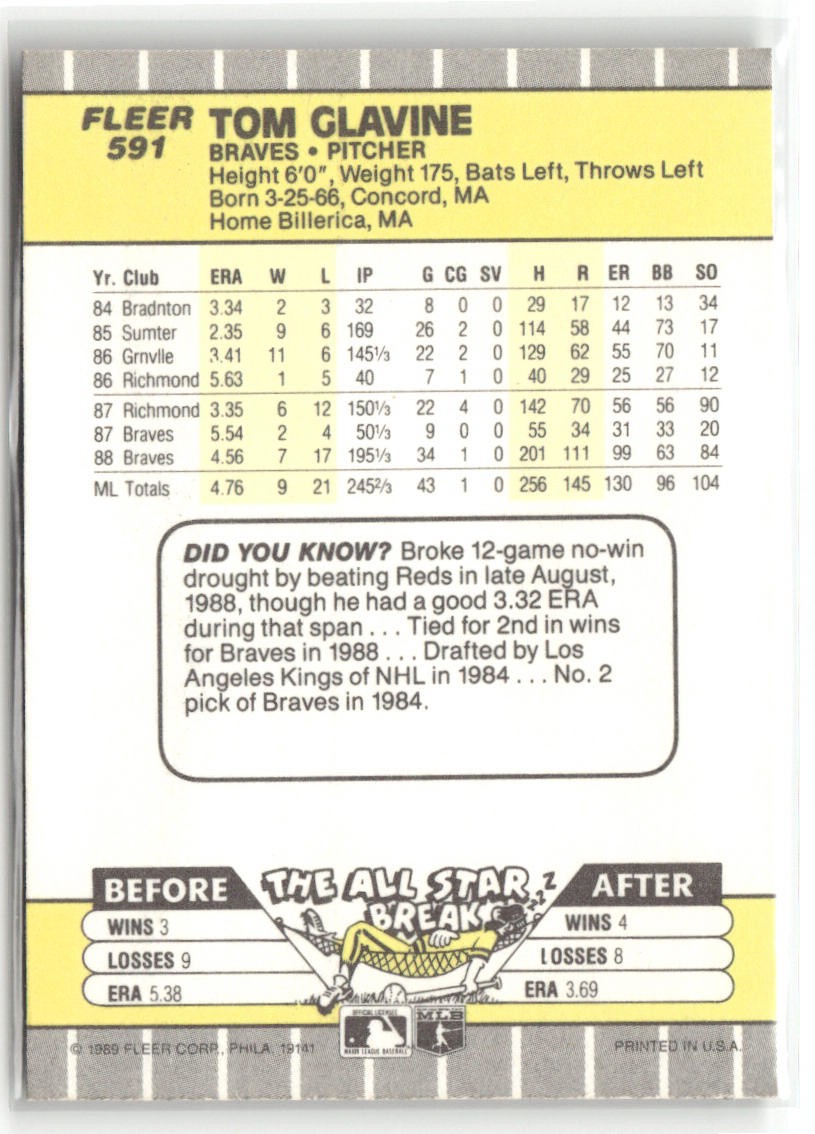 FLEER
591
TOM GLAVINE
BRAVES • PITCHER
Height 6'0", Weight 175, Bats Left, Throws Left
Born 3-25-66, Concord, MA
Home Billerica, MA
Yr. Club ERA W L IP G CG SV H R ER BB SO
84 Bradnton 3.34 2 3 32 8 0 0 29 17 12 13 34
85 Sumter 2.35 9 6 169 26 2 0 114 58 44 73 17
86 Grnvlle 3.41 11 6 145⅓ 22 2 0 129 62 55 70 11
86 Richmond 5.63 1 5 40 7 1 0 40 29 25 27 12
87 Richmond 3.35 6 12 150⅓ 22 4 0 142 70 56 56 90
87 Braves 5.54 2 4 50⅓ 9 0 0 55 34 31 33 20
88 Braves 4.56 7 17 195⅓ 34 1 0 201 111 99 63 84
ML Totals 4.76 9 21 245⅔ 43 1 0 256 145 130 96 104
DID YOU KNOW? Broke 12-game no-win
drought by beating Reds in late August,
1988, though he had a good 3.32 ERA
during that span . . . Tied for 2nd in wins
for Braves in 1988 . . . Drafted by Los
Angeles Kings of NHL in 1984 . . . No. 2
pick of Braves in 1984.
THE ALL STAR
BREAK
ZZZZ
BEFORE
WINS 3
LOSSES 9
ERA 5.38
AFTER
WINS 4
LOSSES 8
ERA 3.69
OFFICIAL LICENSEE
MAJOR LEAGUE BASEBALL
MLB
© 1989 FLEER CORP., PHILA. 19141
PRINTED IN U.S.A.